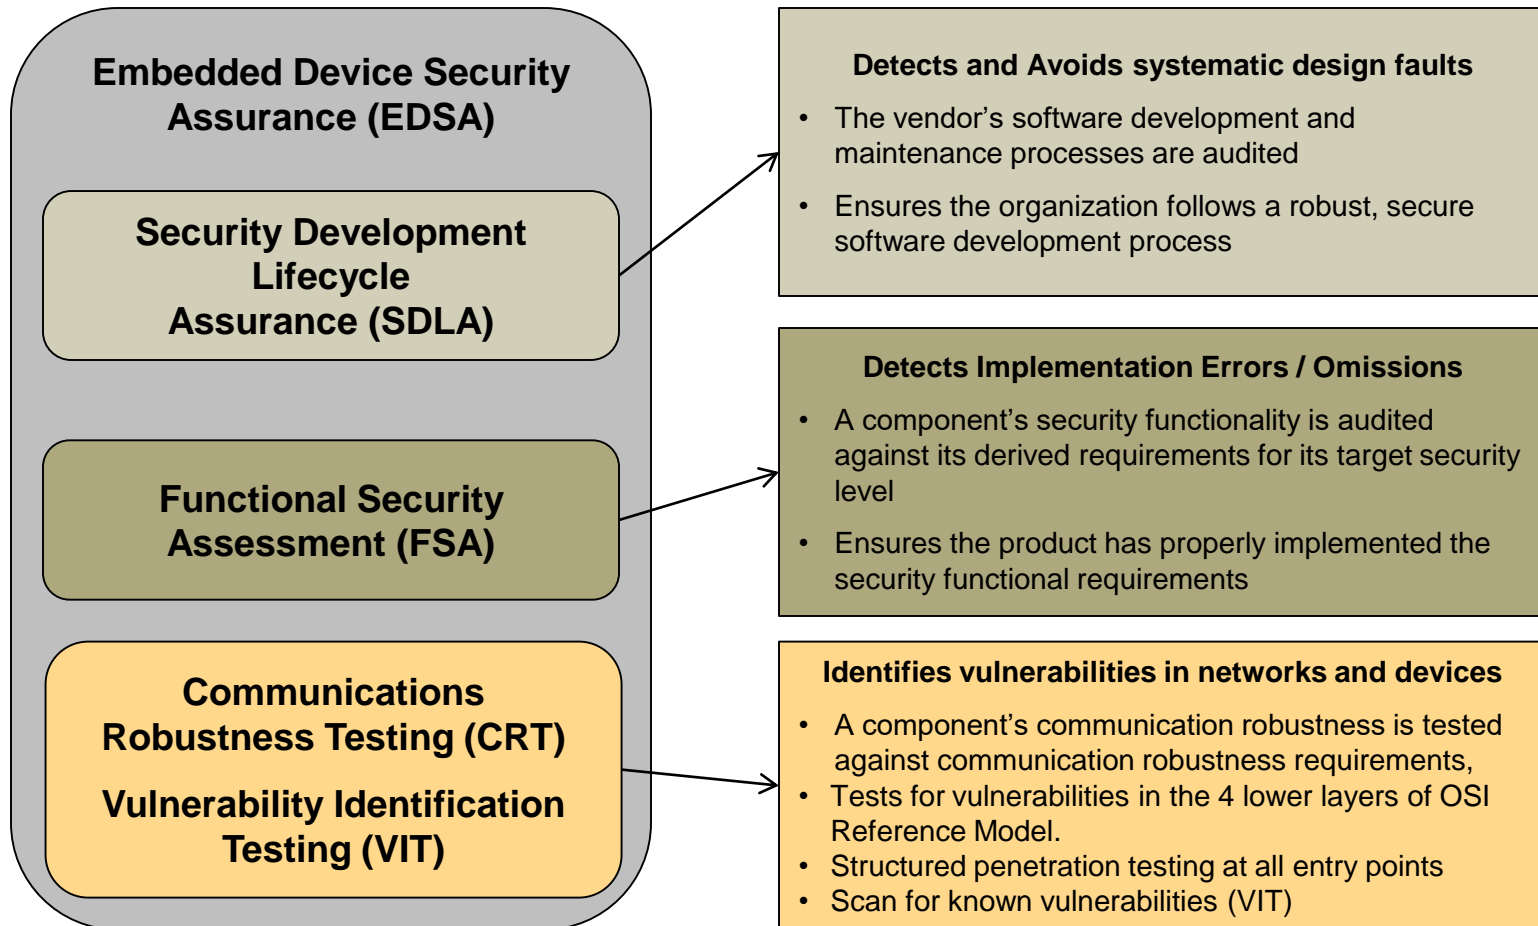 Embedded Device Security
Assurance (EDSA)
Security Development
Lifecycle
Assurance (SDLA)
Functional Security
Assessment (FSA)
Communications
Robustness Testing (CRT)
Vulnerability Identification
Testing (VIT)
Detects and Avoids systematic design faults
• The vendor’s software development and
maintenance processes are audited
• Ensures the organization follows a robust, secure
software development process
Detects Implementation Errors / Omissions
• A component’s security functionality is audited
against its derived requirements for its target security
level
• Ensures the product has properly implemented the
security functional requirements
Identifies vulnerabilities in networks and devices
• A component’s communication robustness is tested
against communication robustness requirements,
• Tests for vulnerabilities in the 4 lower layers of OSI
Reference Model.
• Structured penetration testing at all entry points
• Scan for known vulnerabilities (VIT)